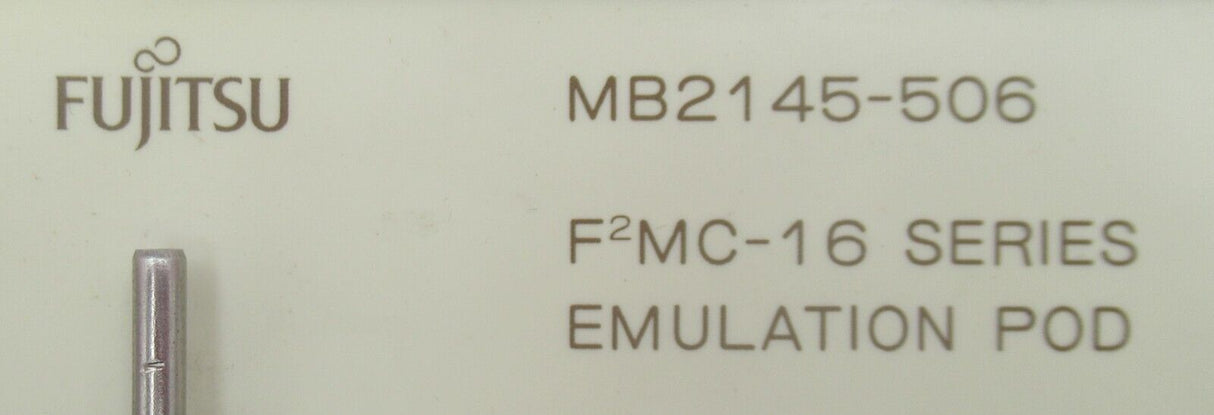 FUJITSU
MB2145-506
F²MC-16 SERIES
EMULATION POD